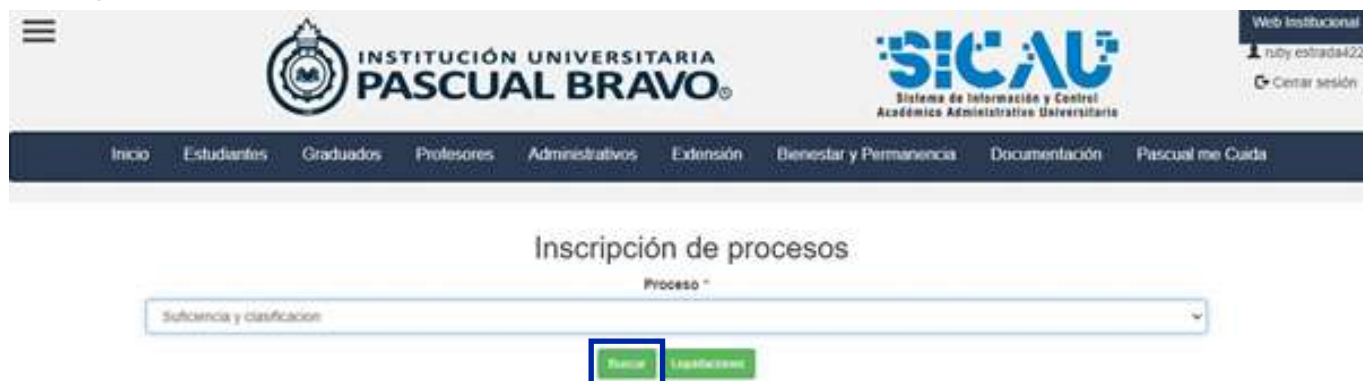 Web Institucional
INSTITUCIÓN UNIVERSITARIA
PASCUAL BRAVO®
SICAU
Sistema de Información y Control
Académico Administrativo Universitario
ruby.estrada422
Cerrar sesión
Inicio Estudiantes Graduados Profesores Administrativos Extensión Bienestar y Permanencia Documentación Pascual me Cuida
Inscripción de procesos
Proceso *
Suficiencia y clasificacion
Buscar Liquidaciones